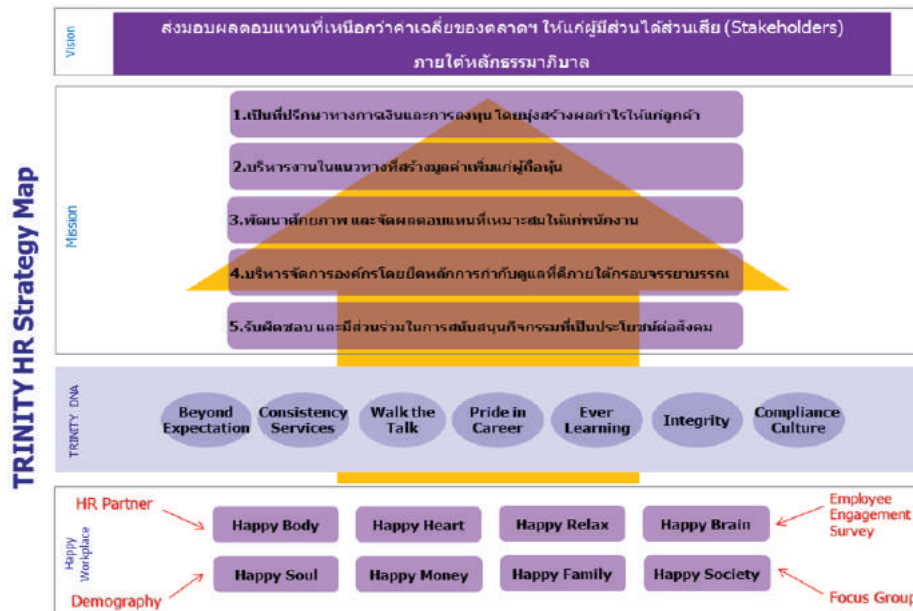 TRINITY HR Strategy Map
Vision
ส่งมอบผลตอบแทนที่เหนือกว่าค่าเฉลี่ยของตลาดฯ ให้แก่ผู้มีส่วนได้ส่วนเสีย (Stakeholders)
ภายใต้หลักธรรมาภิบาล
Mission
1.เป็นที่ปรึกษาทางการเงินและการลงทุน โดยมุ่งสร้างผลกำไรให้แก่ลูกค้า
2.บริหารงานในแนวทางที่สร้างมูลค่าเพิ่มแก่ผู้ถือหุ้น
3.พัฒนาศักยภาพ และจัดผลตอบแทนที่เหมาะสมให้แก่พนักงาน
4.บริหารจัดการองค์กรโดยยึดหลักการกำกับดูแลที่ดีภายใต้กรอบจรรยาบรรณ
5.รับผิดชอบ และมีส่วนร่วมในการสนับสนุนกิจกรรมที่เป็นประโยชน์ต่อสังคม
TRINITY DNA
Beyond
Expectation
Consistency
Services
Walk the
Talk
Pride in
Career
Ever
Learning
Integrity
Compliance
Culture
Happy
Workplace
HR Partner
Demography
Happy Body
Happy Heart
Happy Relax
Happy Brain
Happy Soul
Happy Money
Happy Family
Happy Society
Employee
Engagement
Survey
Focus Group